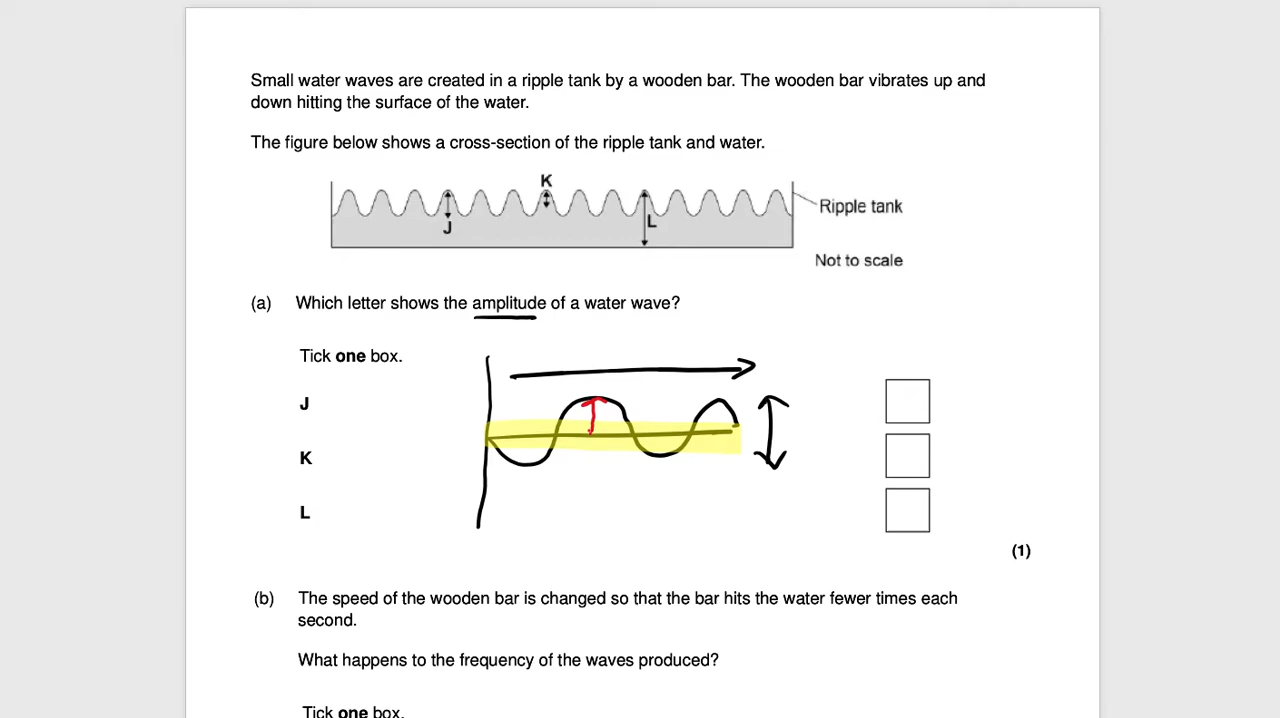 Small water waves are created in a ripple tank by a wooden bar. The wooden bar vibrates up and
down hitting the surface of the water.
The figure below shows a cross-section of the ripple tank and water.
K
J
L
Ripple tank
Not to scale
(a) Which letter shows the amplitude of a water wave?
Tick one box.
J
K
L
(1)
(b) The speed of the wooden bar is changed so that the bar hits the water fewer times each
second.
What happens to the frequency of the waves produced?
Tick one box.